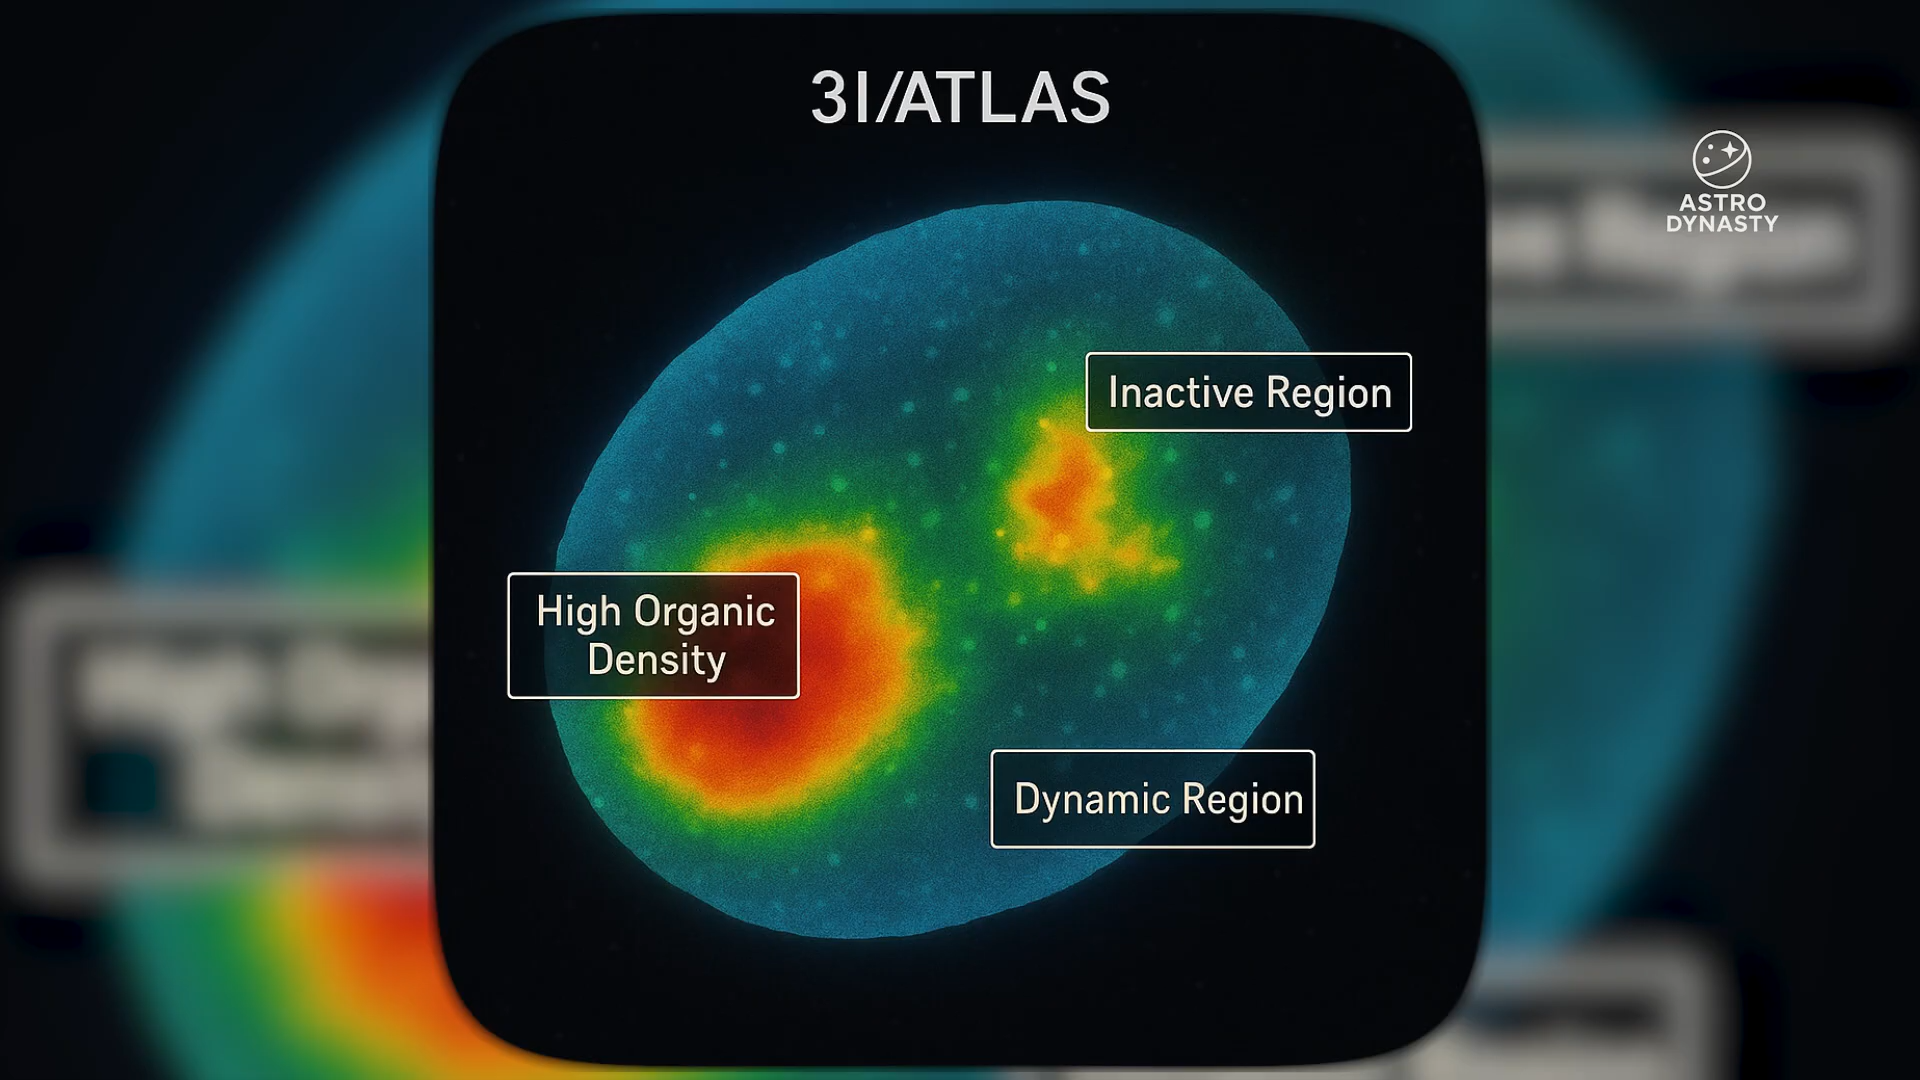 3I/ATLAS
ASTRO
DYNASTY
Inactive Region
High Organic
Density
Dynamic Region